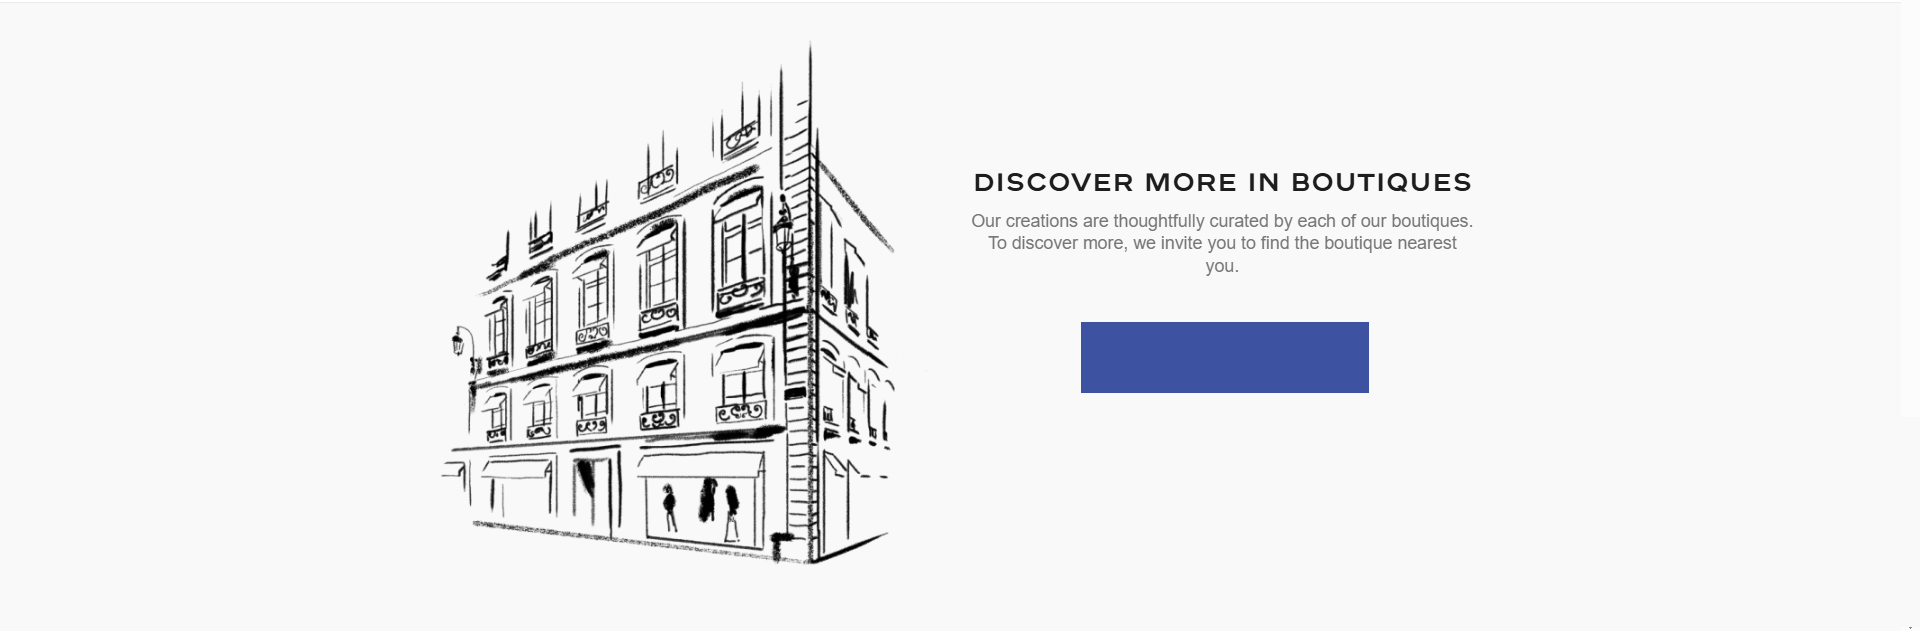 DISCOVER MORE IN BOUTIQUES
Our creations are thoughtfully curated by each of our boutiques.
To discover more, we invite you to find the boutique nearest
you.